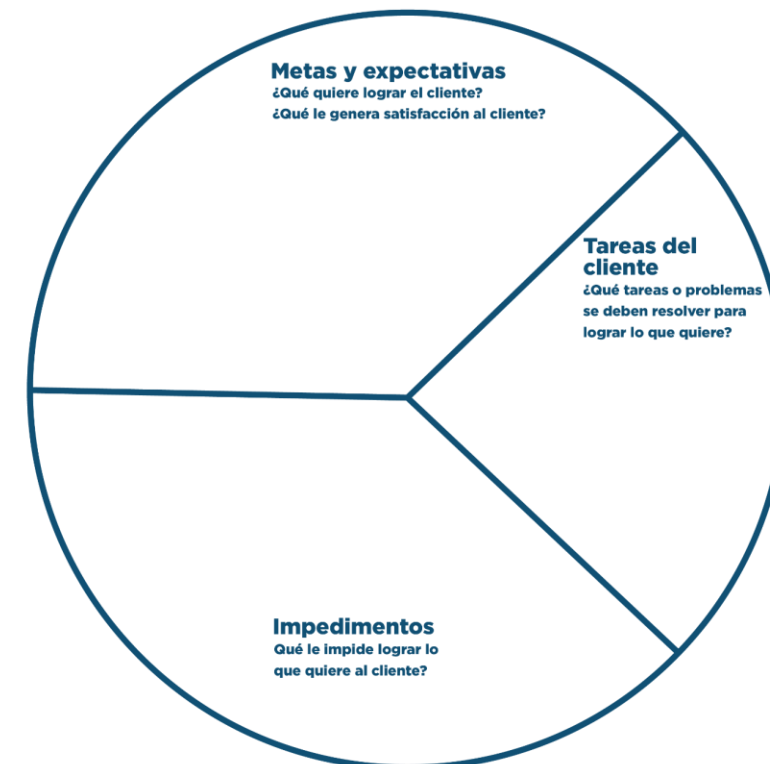 Metas y expectativas
¿Qué quiere lograr el cliente?
¿Qué le genera satisfacción al cliente?
Tareas del
cliente
¿Qué tareas o problemas
se deben resolver para
lograr lo que quiere?
Impedimentos
Qué le impide lograr lo
que quiere al cliente?